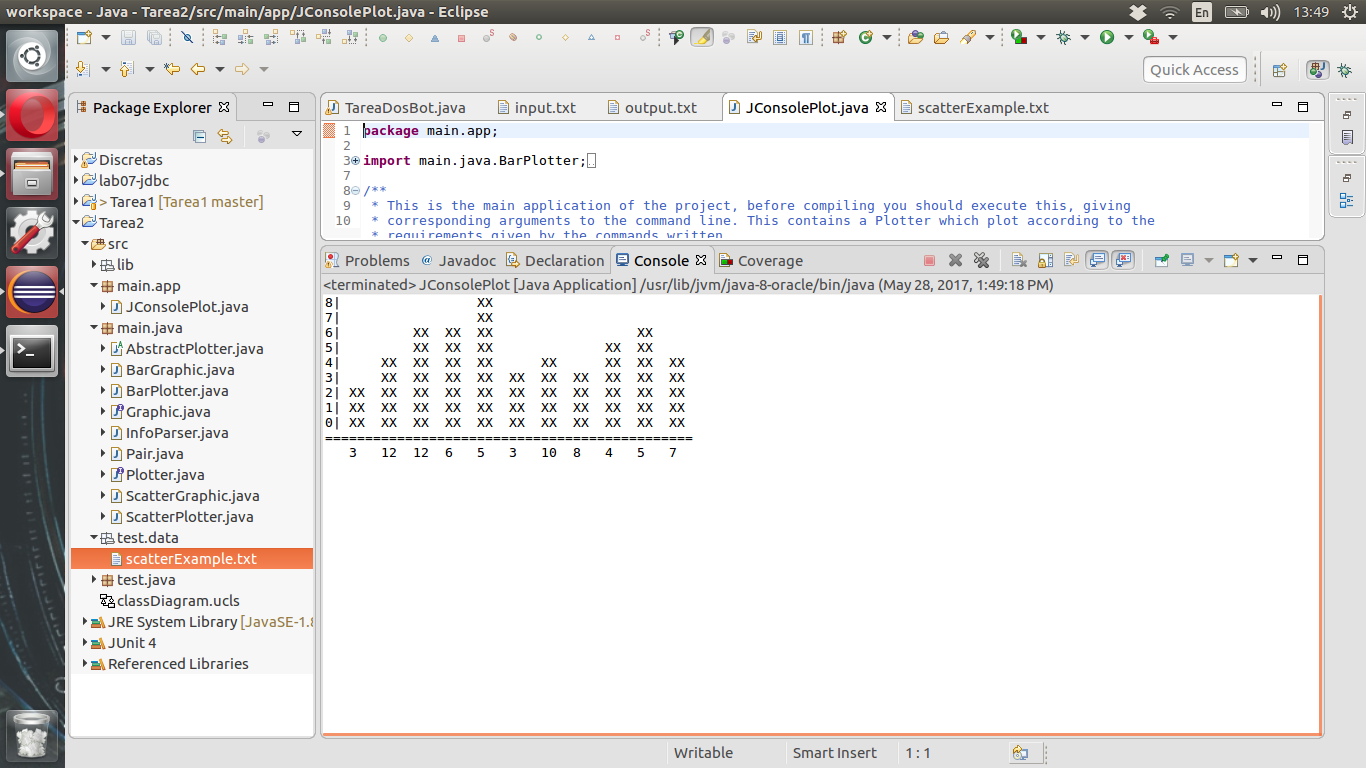 workspace - Java - Tarea2/src/main/app/JConsolePlot.java - Eclipse
En
13:49
Quick Access
Package Explorer
TareaDosBot.java input.txt output.txt JConsolePlot.java scatterExample.txt
Discretas
lab07-jdbc
> Tarea1 [Tarea1 master]
Tarea2
src
lib
main.app
JConsolePlot.java
main.java
AbstractPlotter.java
BarGraphic.java
BarPlotter.java
Graphic.java
InfoParser.java
Pair.java
Plotter.java
ScatterGraphic.java
ScatterPlotter.java
test.data
scatterExample.txt
test.java
classDiagram.ucls
JRE System Library [JavaSE-1.8
JUnit 4
Referenced Libraries
1 package main.app;
2
3 import main.java.BarPlotter;
7
8 /**
9 * This is the main application of the project, before compiling you should execute this, giving
10 * corresponding arguments to the command line. This contains a Plotter which plot according to the
* requirements given by the commands written
Problems @ Javadoc Declaration Console Coverage
<terminated> JConsolePlot [Java Application] /usr/lib/jvm/java-8-oracle/bin/java (May 28, 2017, 1:49:18 PM)
8|                 XX
7|                 XX
6|         XX  XX  XX                  XX
5|         XX  XX  XX              XX  XX
4|     XX  XX  XX  XX      XX      XX  XX  XX
3|     XX  XX  XX  XX  XX  XX  XX  XX  XX  XX
2| XX  XX  XX  XX  XX  XX  XX  XX  XX  XX  XX
1| XX  XX  XX  XX  XX  XX  XX  XX  XX  XX  XX
0| XX  XX  XX  XX  XX  XX  XX  XX  XX  XX  XX
==============================================
   3   12  12  6   5   3   10  8   4   5   7
Writable Smart Insert 1 : 1